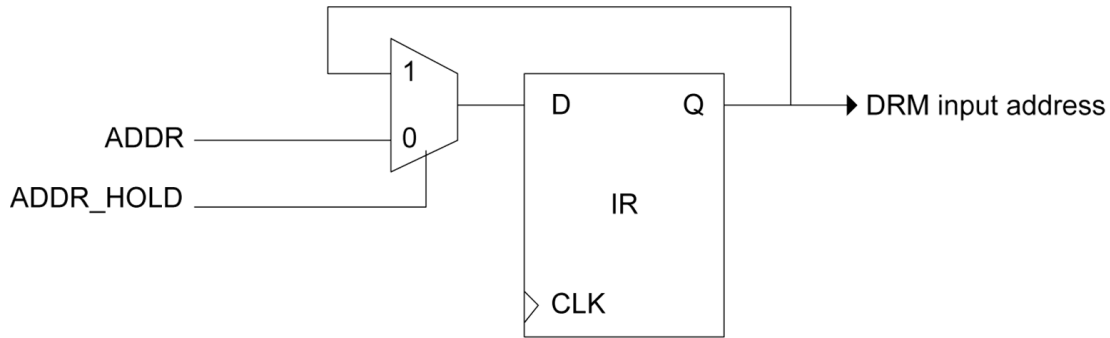 1
D
Q
DRM input address
ADDR
0
ADDR_HOLD
IR
CLK